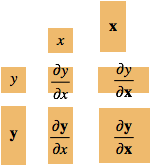 x 𝐱
y ∂y/∂x ∂y/∂𝐱
𝐲 ∂𝐲/∂x ∂𝐲/∂𝐱